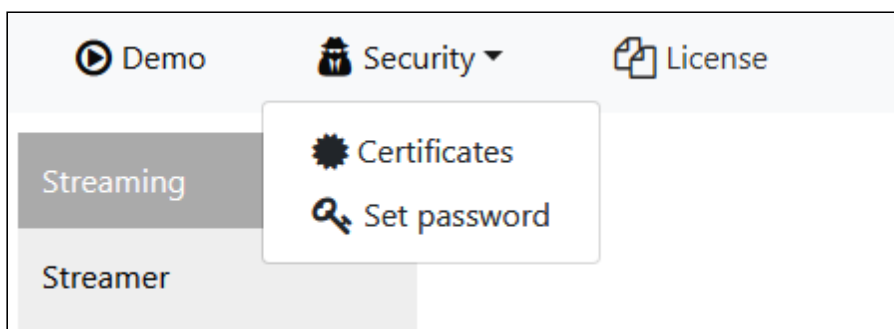 Demo Security License
Certificates
Streaming
Set password
Streamer